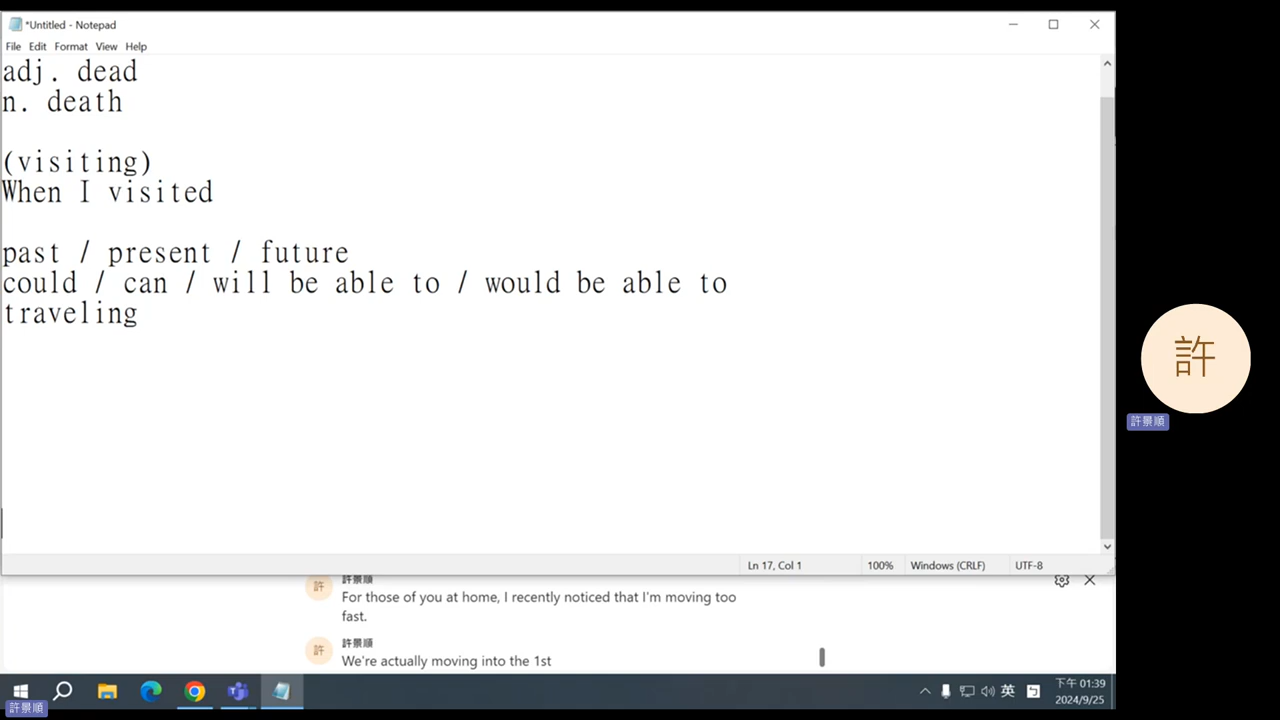 *Untitled - Notepad
File Edit Format View Help
adj. dead
n. death
(visiting)
When I visited
past / present / future
could / can / will be able to / would be able to
traveling
Ln 17, Col 1 100% Windows (CRLF) UTF-8
許
許景順
許 許景順
For those of you at home, I recently noticed that I'm moving too
fast.
許 許景順
We're actually moving into the 1st
英 ㄅ 下午 01:39
2024/9/25
許景順